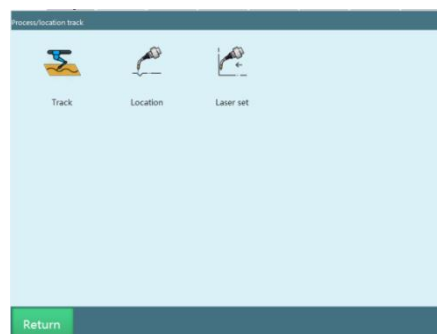 Process/location track
Track
Location
Laser set
Return